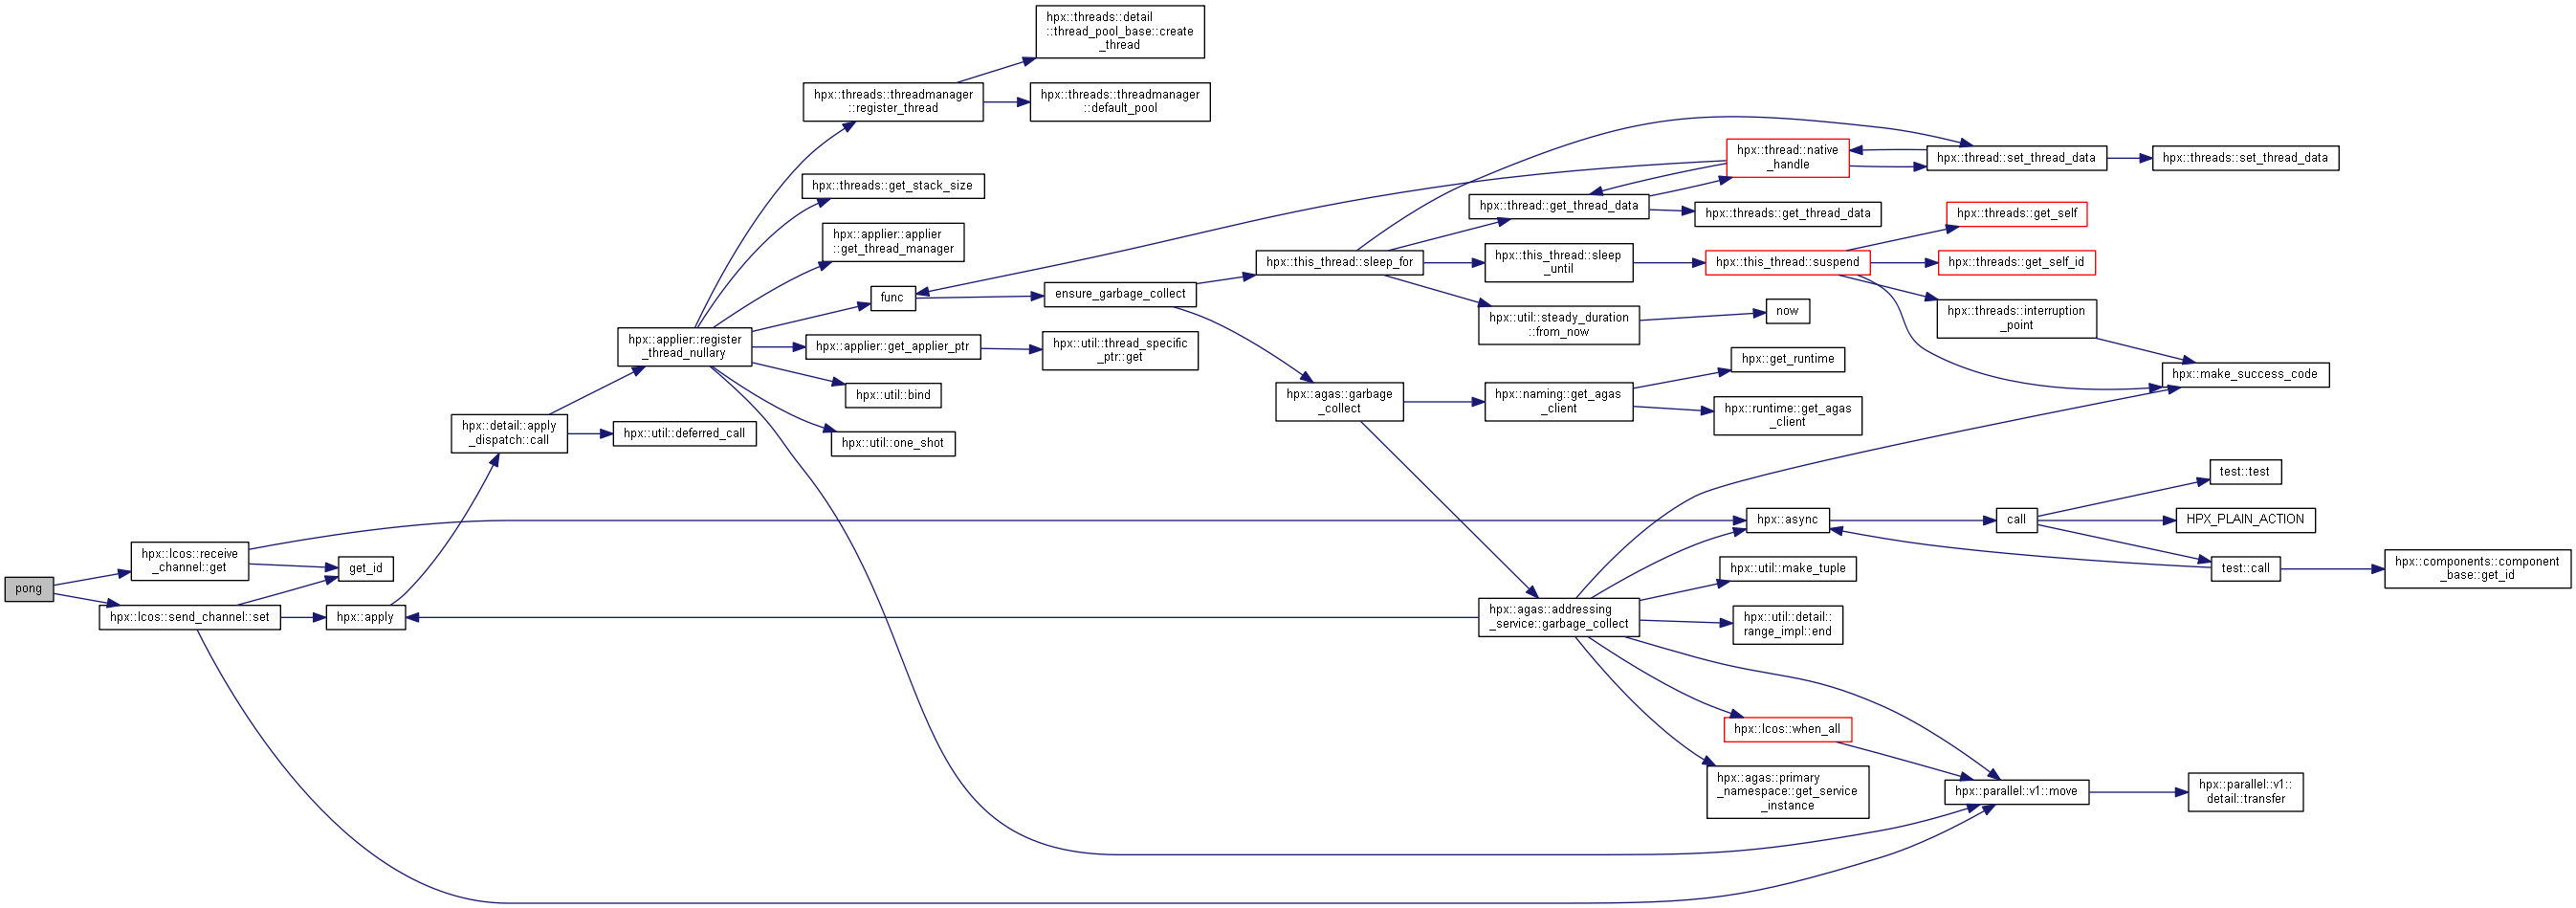 pong
hpx::lcos::receive
_channel::get
hpx::lcos::send_channel::set
get_id
hpx::apply
hpx::detail::apply
_dispatch::call
hpx::util::deferred_call
hpx::applier::register
_thread_nullary
hpx::threads::threadmanager
::register_thread
hpx::threads::get_stack_size
hpx::applier::applier
::get_thread_manager
func
hpx::applier::get_applier_ptr
hpx::util::bind
hpx::util::one_shot
hpx::threads::detail
::thread_pool_base::create
_thread
hpx::threads::threadmanager
::default_pool
ensure_garbage_collect
hpx::util::thread_specific
_ptr::get
hpx::this_thread::sleep_for
hpx::agas::garbage
_collect
hpx::thread::get_thread_data
hpx::this_thread::sleep
_until
hpx::util::steady_duration
::from_now
hpx::naming::get_agas
_client
hpx::agas::addressing
_service::garbage_collect
hpx::thread::native
_handle
hpx::threads::get_thread_data
hpx::this_thread::suspend
now
hpx::get_runtime
hpx::runtime::get_agas
_client
hpx::async
hpx::util::make_tuple
hpx::util::detail::
range_impl::end
hpx::lcos::when_all
hpx::agas::primary
_namespace::get_service
_instance
hpx::thread::set_thread_data
hpx::threads::get_self
hpx::threads::get_self_id
hpx::threads::interruption
_point
call
hpx::parallel::v1::move
hpx::threads::set_thread_data
hpx::make_success_code
test::test
HPX_PLAIN_ACTION
test::call
hpx::parallel::v1::
detail::transfer
hpx::components::component
_base::get_id